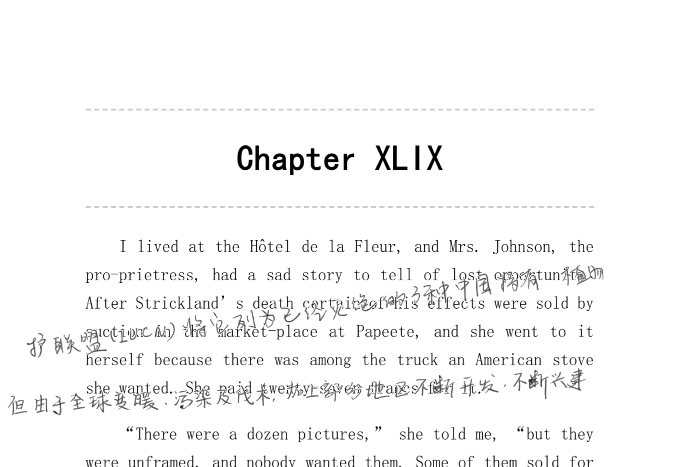 Chapter XLIX
I lived at the Hôtel de la Fleur, and Mrs. Johnson, the
pro-prietress, had a sad story to tell of lost
After Strickland’s death certain of his effects were sold by
auction in the market-place at Papeete, and she went to it
herself because there was among the truck an American stove
she wanted. She paid twenty-seven francs for it.
“There were a dozen pictures,” she told me, “but they
were unframed, and nobody wanted them. Some of them sold for
护联盟(IUCN)将它列为已经灭绝的3种中国特有植物
但由于全球变暖、污染及伐木,加上部分地区不断开发,不断兴建